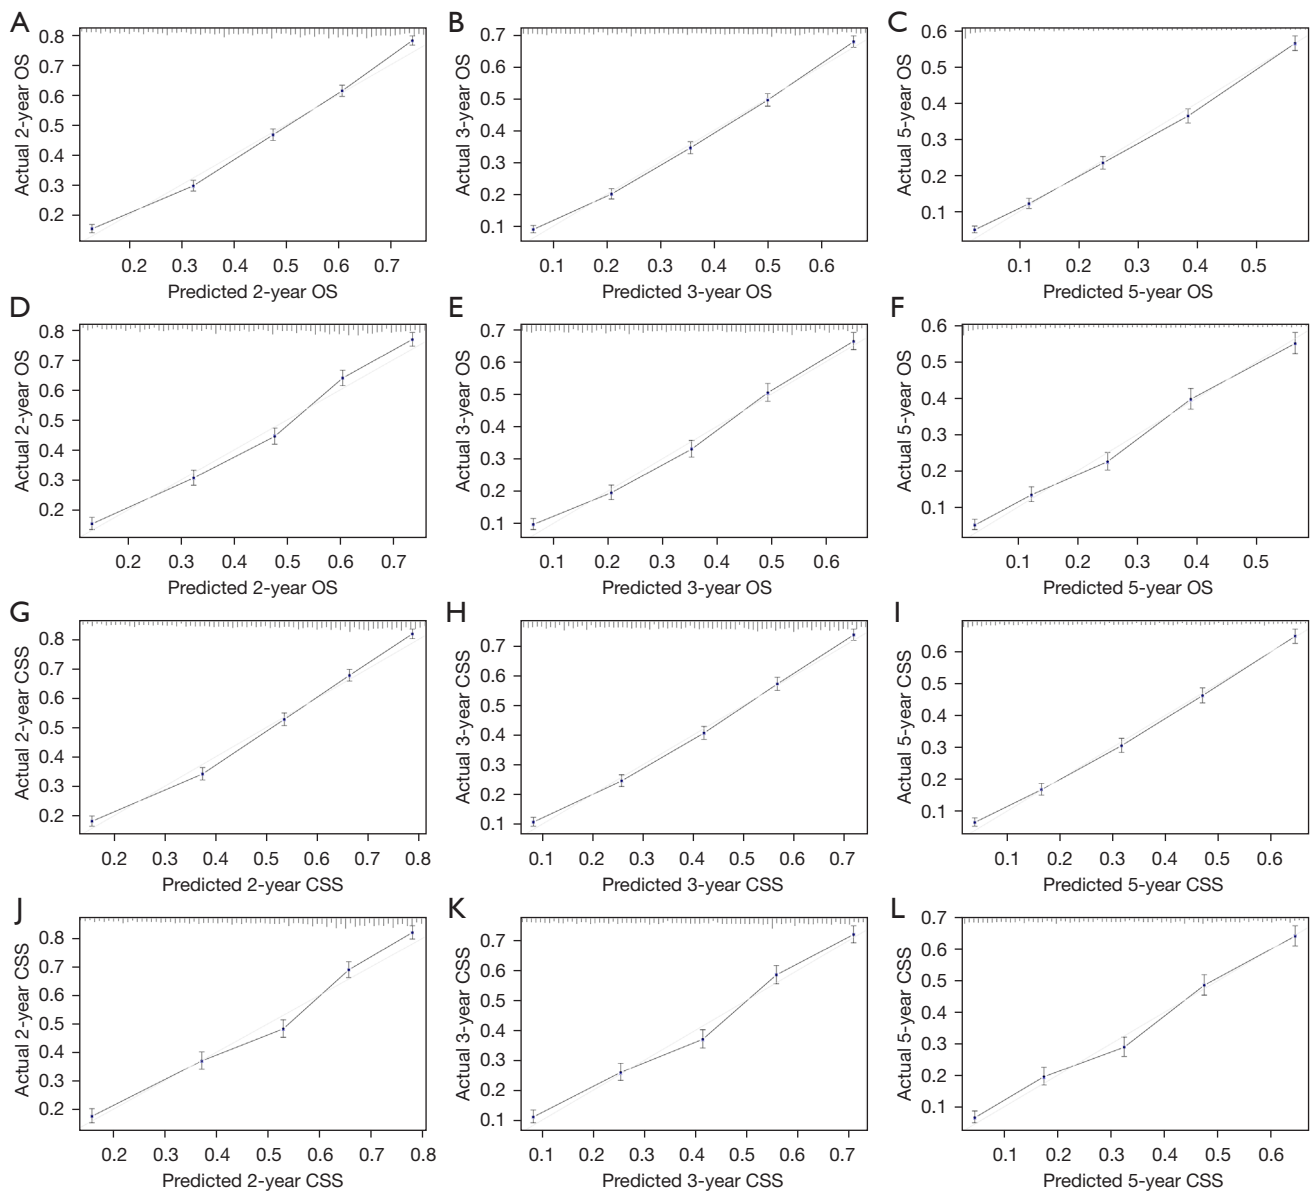 A
B
C
Actual 2-year OS
0.8
0.7
0.6
0.5
0.4
0.3
0.2
0.2 0.3 0.4 0.5 0.6 0.7
Predicted 2-year OS
Actual 3-year OS
0.7
0.6
0.5
0.4
0.3
0.2
0.1
0.1 0.2 0.3 0.4 0.5 0.6
Predicted 3-year OS
Actual 5-year OS
0.6
0.5
0.4
0.3
0.2
0.1
0.1 0.2 0.3 0.4 0.5
Predicted 5-year OS
D
E
F
Actual 2-year OS
0.8
0.7
0.6
0.5
0.4
0.3
0.2
0.2 0.3 0.4 0.5 0.6 0.7
Predicted 2-year OS
Actual 3-year OS
0.7
0.6
0.5
0.4
0.3
0.2
0.1
0.1 0.2 0.3 0.4 0.5 0.6
Predicted 3-year OS
Actual 5-year OS
0.6
0.5
0.4
0.3
0.2
0.1
0.1 0.2 0.3 0.4 0.5
Predicted 5-year OS
G
H
I
Actual 2-year CSS
0.8
0.7
0.6
0.5
0.4
0.3
0.2
0.2 0.3 0.4 0.5 0.6 0.7 0.8
Predicted 2-year CSS
Actual 3-year CSS
0.7
0.6
0.5
0.4
0.3
0.2
0.1
0.1 0.2 0.3 0.4 0.5 0.6 0.7
Predicted 3-year CSS
Actual 5-year CSS
0.6
0.5
0.4
0.3
0.2
0.1
0.1 0.2 0.3 0.4 0.5 0.6
Predicted 5-year CSS
J
K
L
Actual 2-year CSS
0.8
0.7
0.6
0.5
0.4
0.3
0.2
0.2 0.3 0.4 0.5 0.6 0.7 0.8
Predicted 2-year CSS
Actual 3-year CSS
0.7
0.6
0.5
0.4
0.3
0.2
0.1
0.1 0.2 0.3 0.4 0.5 0.6 0.7
Predicted 3-year CSS
Actual 5-year CSS
0.7
0.6
0.5
0.4
0.3
0.2
0.1
0.1 0.2 0.3 0.4 0.5 0.6
Predicted 5-year CSS